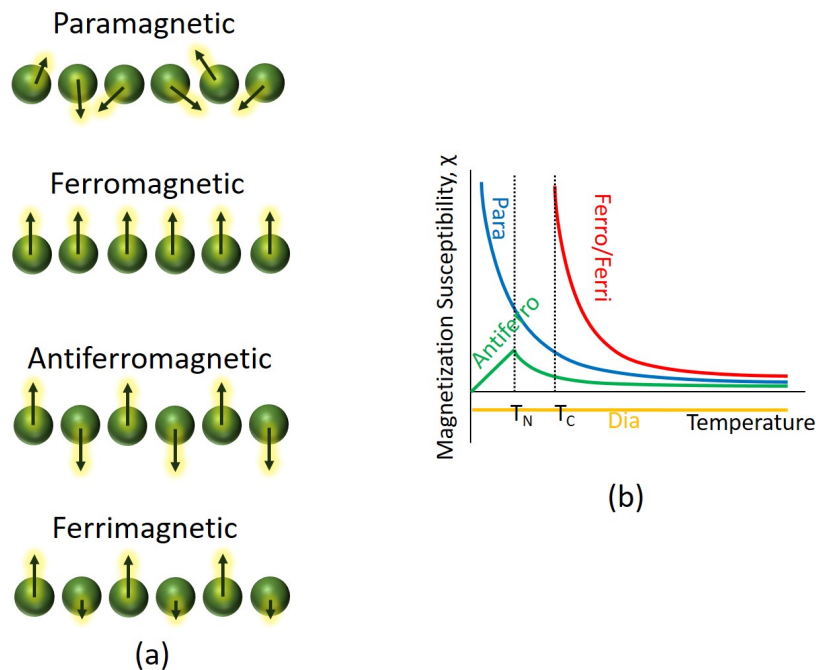 Paramagnetic
Ferromagnetic
Antiferromagnetic
Ferrimagnetic
(a)
Magnetization Susceptibility, χ
Para
Ferro/Ferri
Antiferro
T_N
T_C
Dia
Temperature
(b)